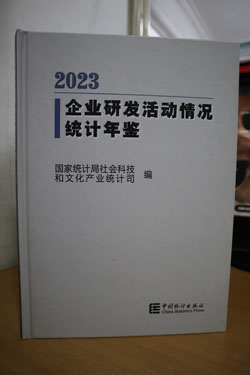 2023
企业研发活动情况
统计年鉴
国家统计局社会科技
和文化产业统计司 编
中国统计出版社
China Statistics Press